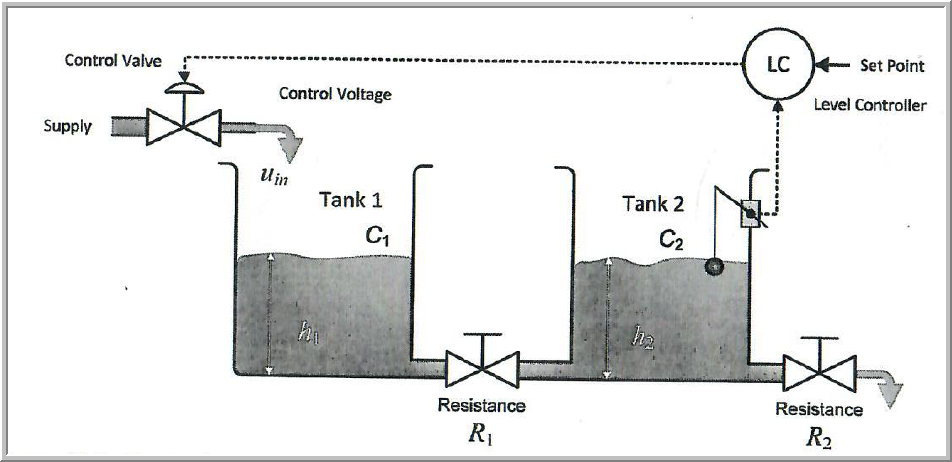 Control Valve
LC
Set Point
Control Voltage
Level Controller
Supply
u_in
Tank 1
Tank 2
C₁
C₂
h₁
h₂
Resistance
R₁
Resistance
R₂